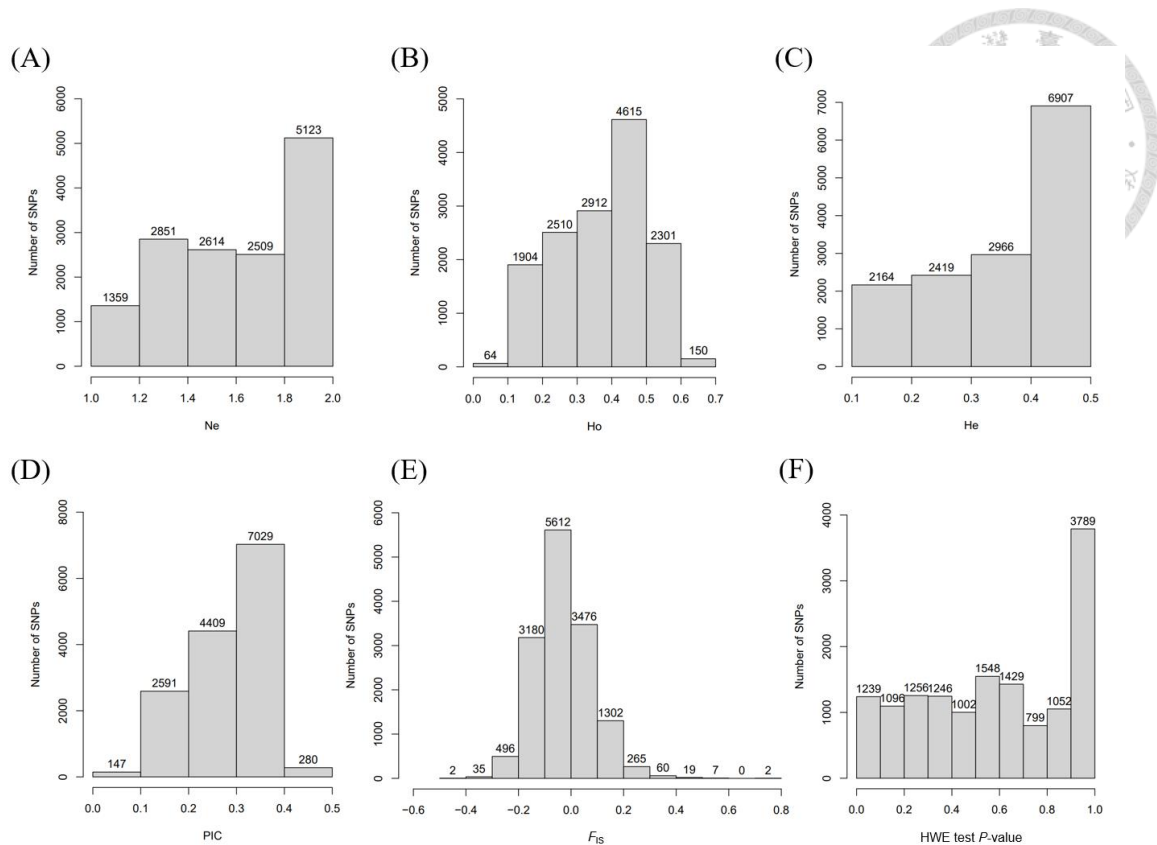 (A)
(B)
(C)
Number of SNPs
0 1000 2000 3000 4000 5000 6000
1359 2851 2614 2509 5123
1.0 1.2 1.4 1.6 1.8 2.0
Ne
Number of SNPs
0 1000 2000 3000 4000 5000
64 1904 2510 2912 4615 2301 150
0.0 0.1 0.2 0.3 0.4 0.5 0.6 0.7
Ho
Number of SNPs
0 1000 2000 3000 4000 5000 6000 7000
2164 2419 2966 6907
0.1 0.2 0.3 0.4 0.5
He
(D)
(E)
(F)
Number of SNPs
0 2000 4000 6000 8000
147 2591 4409 7029 280
0.0 0.1 0.2 0.3 0.4 0.5
PIC
Number of SNPs
0 1000 2000 3000 4000 5000 6000
2 35 496 3180 5612 3476 1302 265 60 19 7 0 2
−0.6 −0.4 −0.2 0.0 0.2 0.4 0.6 0.8
FIS
Number of SNPs
0 1000 2000 3000 4000
1239 1096 1256 1246 1002 1548 1429 799 1052 3789
0.0 0.2 0.4 0.6 0.8 1.0
HWE test P-value